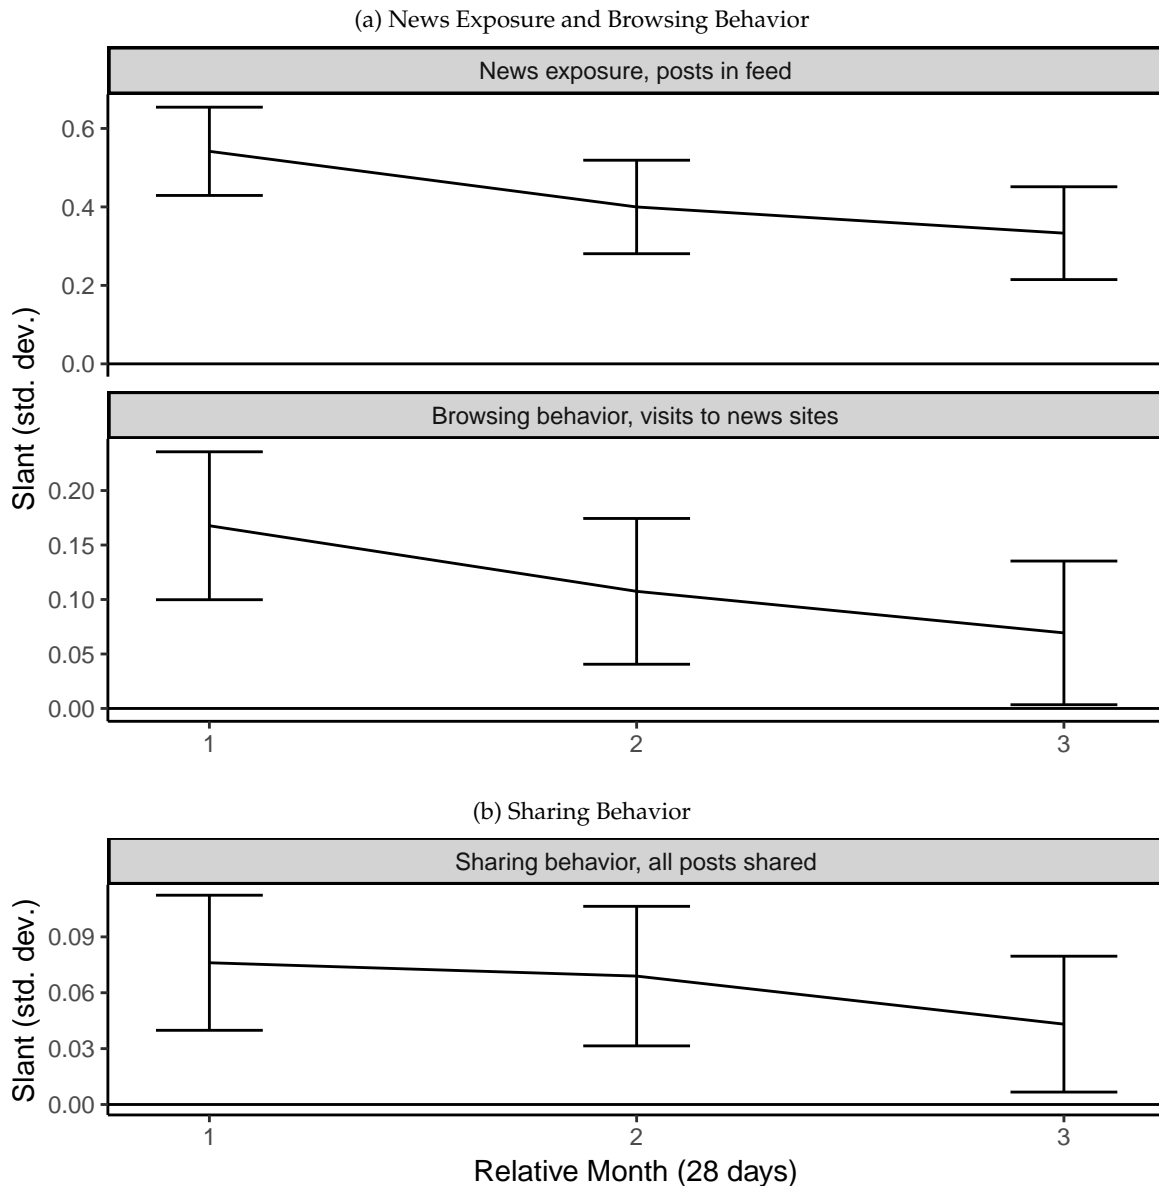 (a) News Exposure and Browsing Behavior
News exposure, posts in feed
0.6
0.4
0.2
0.0
Slant (std. dev.)
Browsing behavior, visits to news sites
0.20
0.15
0.10
0.05
0.00
1 2 3
(b) Sharing Behavior
Sharing behavior, all posts shared
0.09
0.06
0.03
0.00
Slant (std. dev.)
1 2 3
Relative Month (28 days)